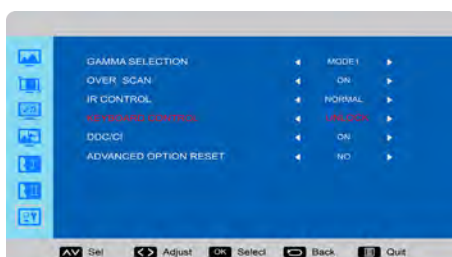 GAMMA SELECTION MODE1
OVER SCAN ON
IR CONTROL NORMAL
KEYBOARD CONTROL UNLOCK
DDC/CI ON
ADVANCED OPTION RESET NO
Sel Adjust OK Select Back Quit